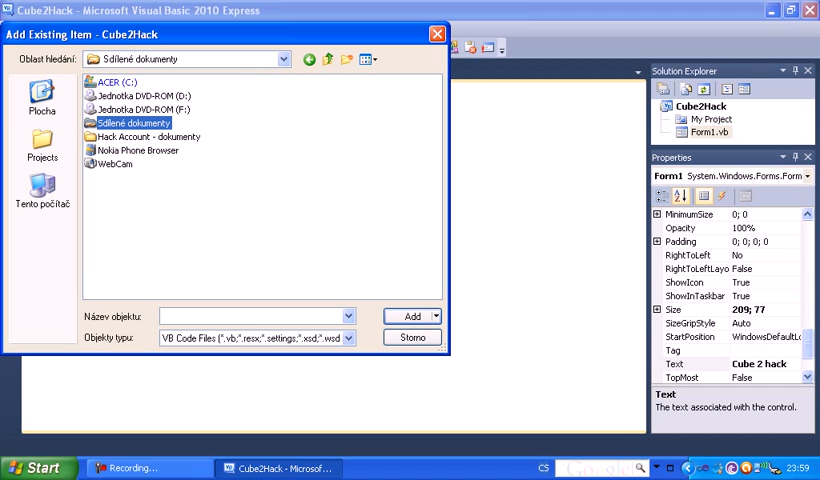 Cube2Hack - Microsoft Visual Basic 2010 Express
Add Existing Item - Cube2Hack
Oblast hledání:
Sdílené dokumenty
Plocha
Projects
Tento počítač
ACER (C:)
Jednotka DVD-ROM (D:)
Jednotka DVD-ROM (F:)
Sdílené dokumenty
Hack Account - dokumenty
Nokia Phone Browser
WebCam
Název objektu:
Add
Objekty typu:
VB Code Files (*.vb;*.resx;*.settings;*.xsd;*.wsd
Storno
Solution Explorer
Cube2Hack
My Project
Form1.vb
Properties
Form1 System.Windows.Forms.Form
MinimumSize 0; 0
Opacity 100%
Padding 0; 0; 0; 0
RightToLeft No
RightToLeftLayo False
ShowIcon True
ShowInTaskbar True
Size 209; 77
SizeGripStyle Auto
StartPosition WindowsDefaultLo
Tag
Text Cube 2 hack
TopMost False
Text
The text associated with the control.
Start
Recording...
Cube2Hack - Microsof...
CS
Google
23:59